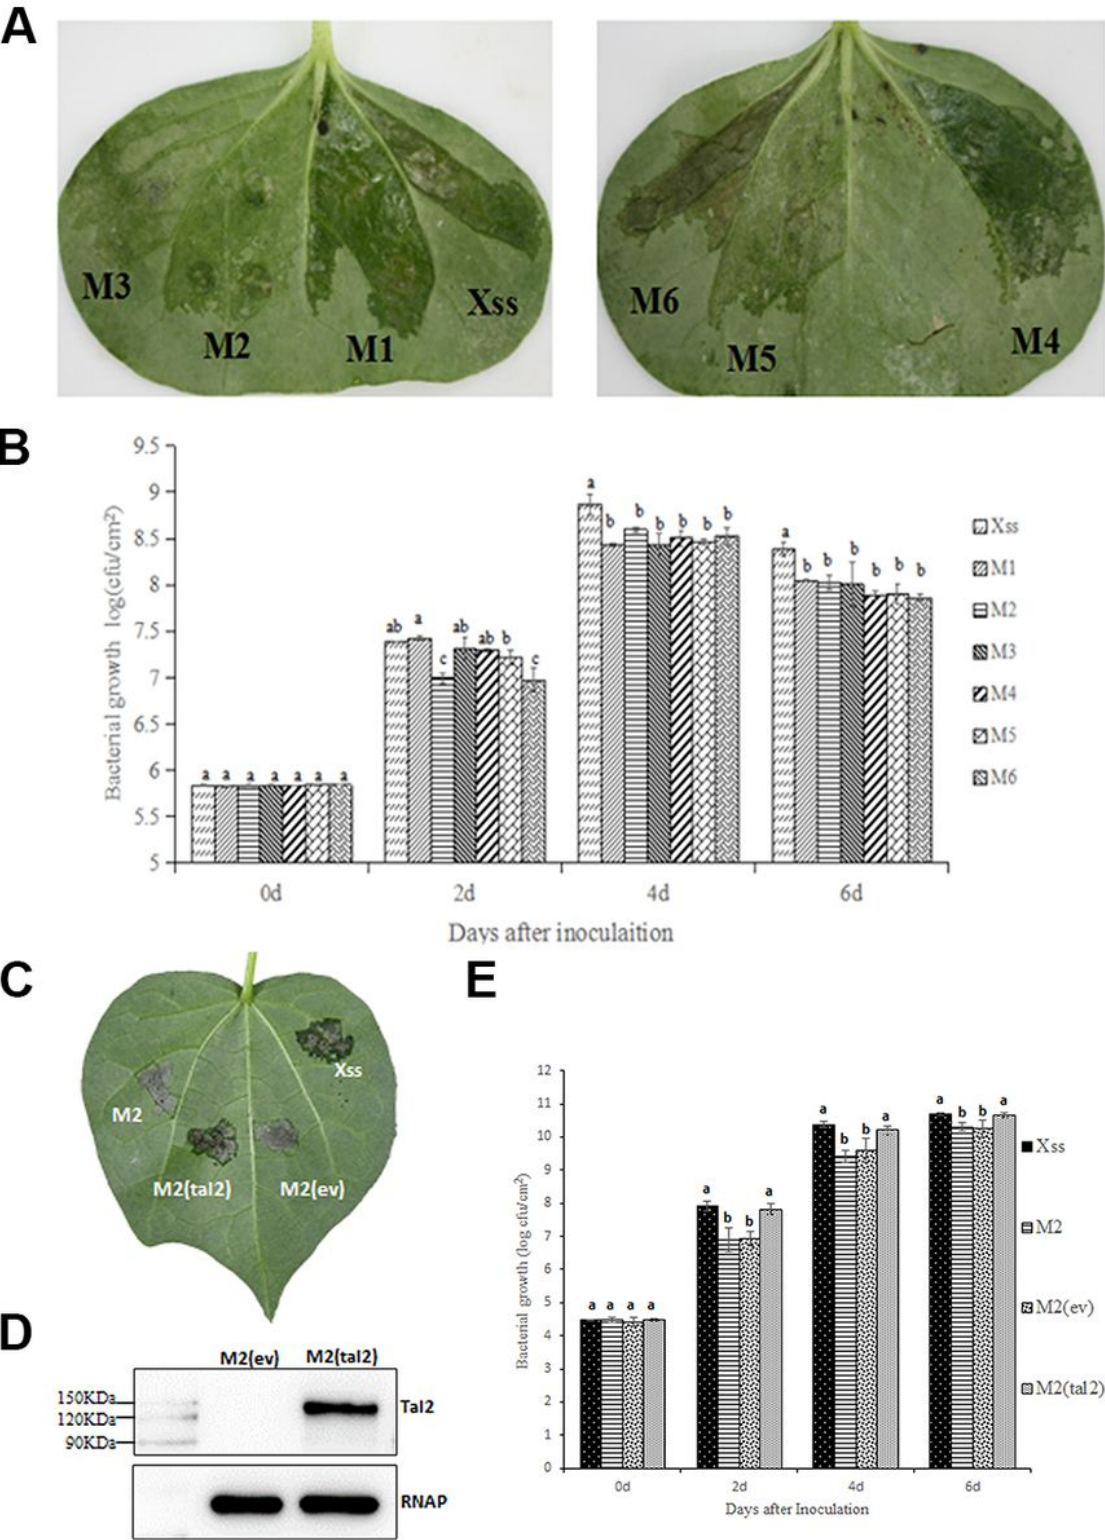 A
M3
M2
M1
Xss
M6
M5
M4
B
Bacterial growth log(cfu/cm²)
9.5
9
8.5
8
7.5
7
6.5
6
5.5
5
a a a a a a a
ab a c ab ab b c
a b b b b b b
a b b b b b b
0d 2d 4d 6d
Days after inoculaition
Xss
M1
M2
M3
M4
M5
M6
C
Xss
M2
M2(tal2) M2(ev)
D
M2(ev) M2(tal2)
150KDa
120KDa
90KDa
Tal2
RNAP
E
Bacterial growth (log cfu/cm²)
12
11
10
9
8
7
6
5
4
3
2
1
0
a a a a
a b b a
a b b a
a b b a
0d 2d 4d 6d
Days after Inoculation
Xss
M2
M2(ev)
M2(tal2)